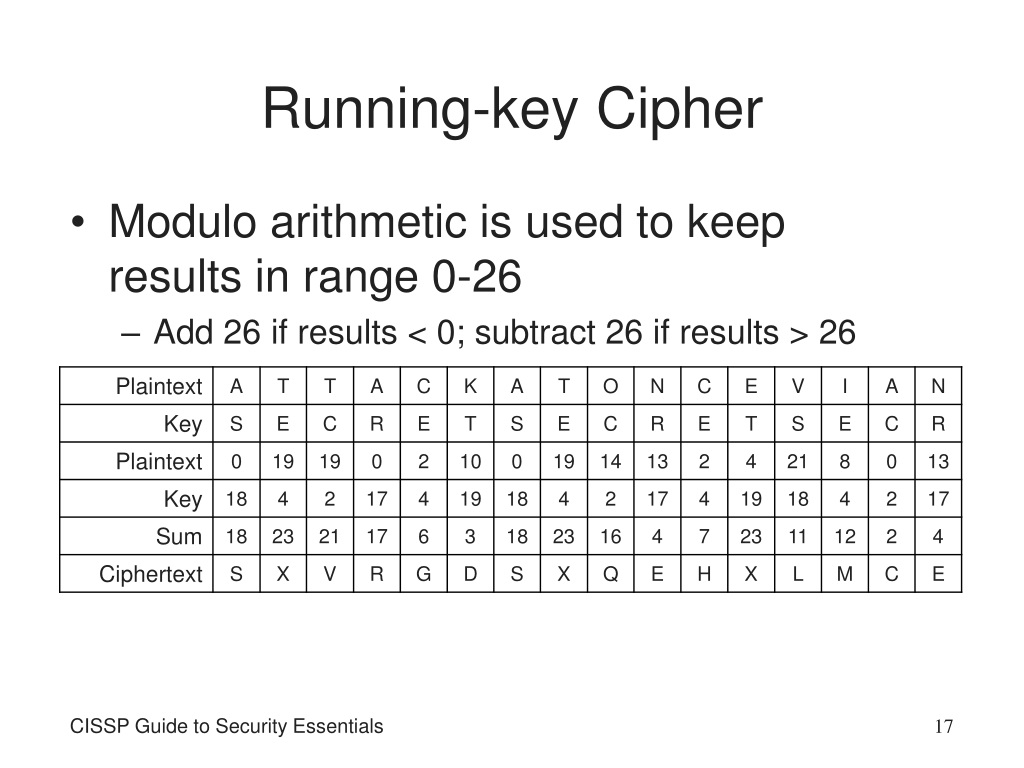 Running-key Cipher
• Modulo arithmetic is used to keep
results in range 0-26
– Add 26 if results < 0; subtract 26 if results > 26
Plaintext A T T A C K A T O N C E V I A N
Key S E C R E T S E C R E T S E C R
Plaintext 0 19 19 0 2 10 0 19 14 13 2 4 21 8 0 13
Key 18 4 2 17 4 19 18 4 2 17 4 19 18 4 2 17
Sum 18 23 21 17 6 3 18 23 16 4 7 23 11 12 2 4
Ciphertext S X V R G D S X Q E H X L M C E
CISSP Guide to Security Essentials 17